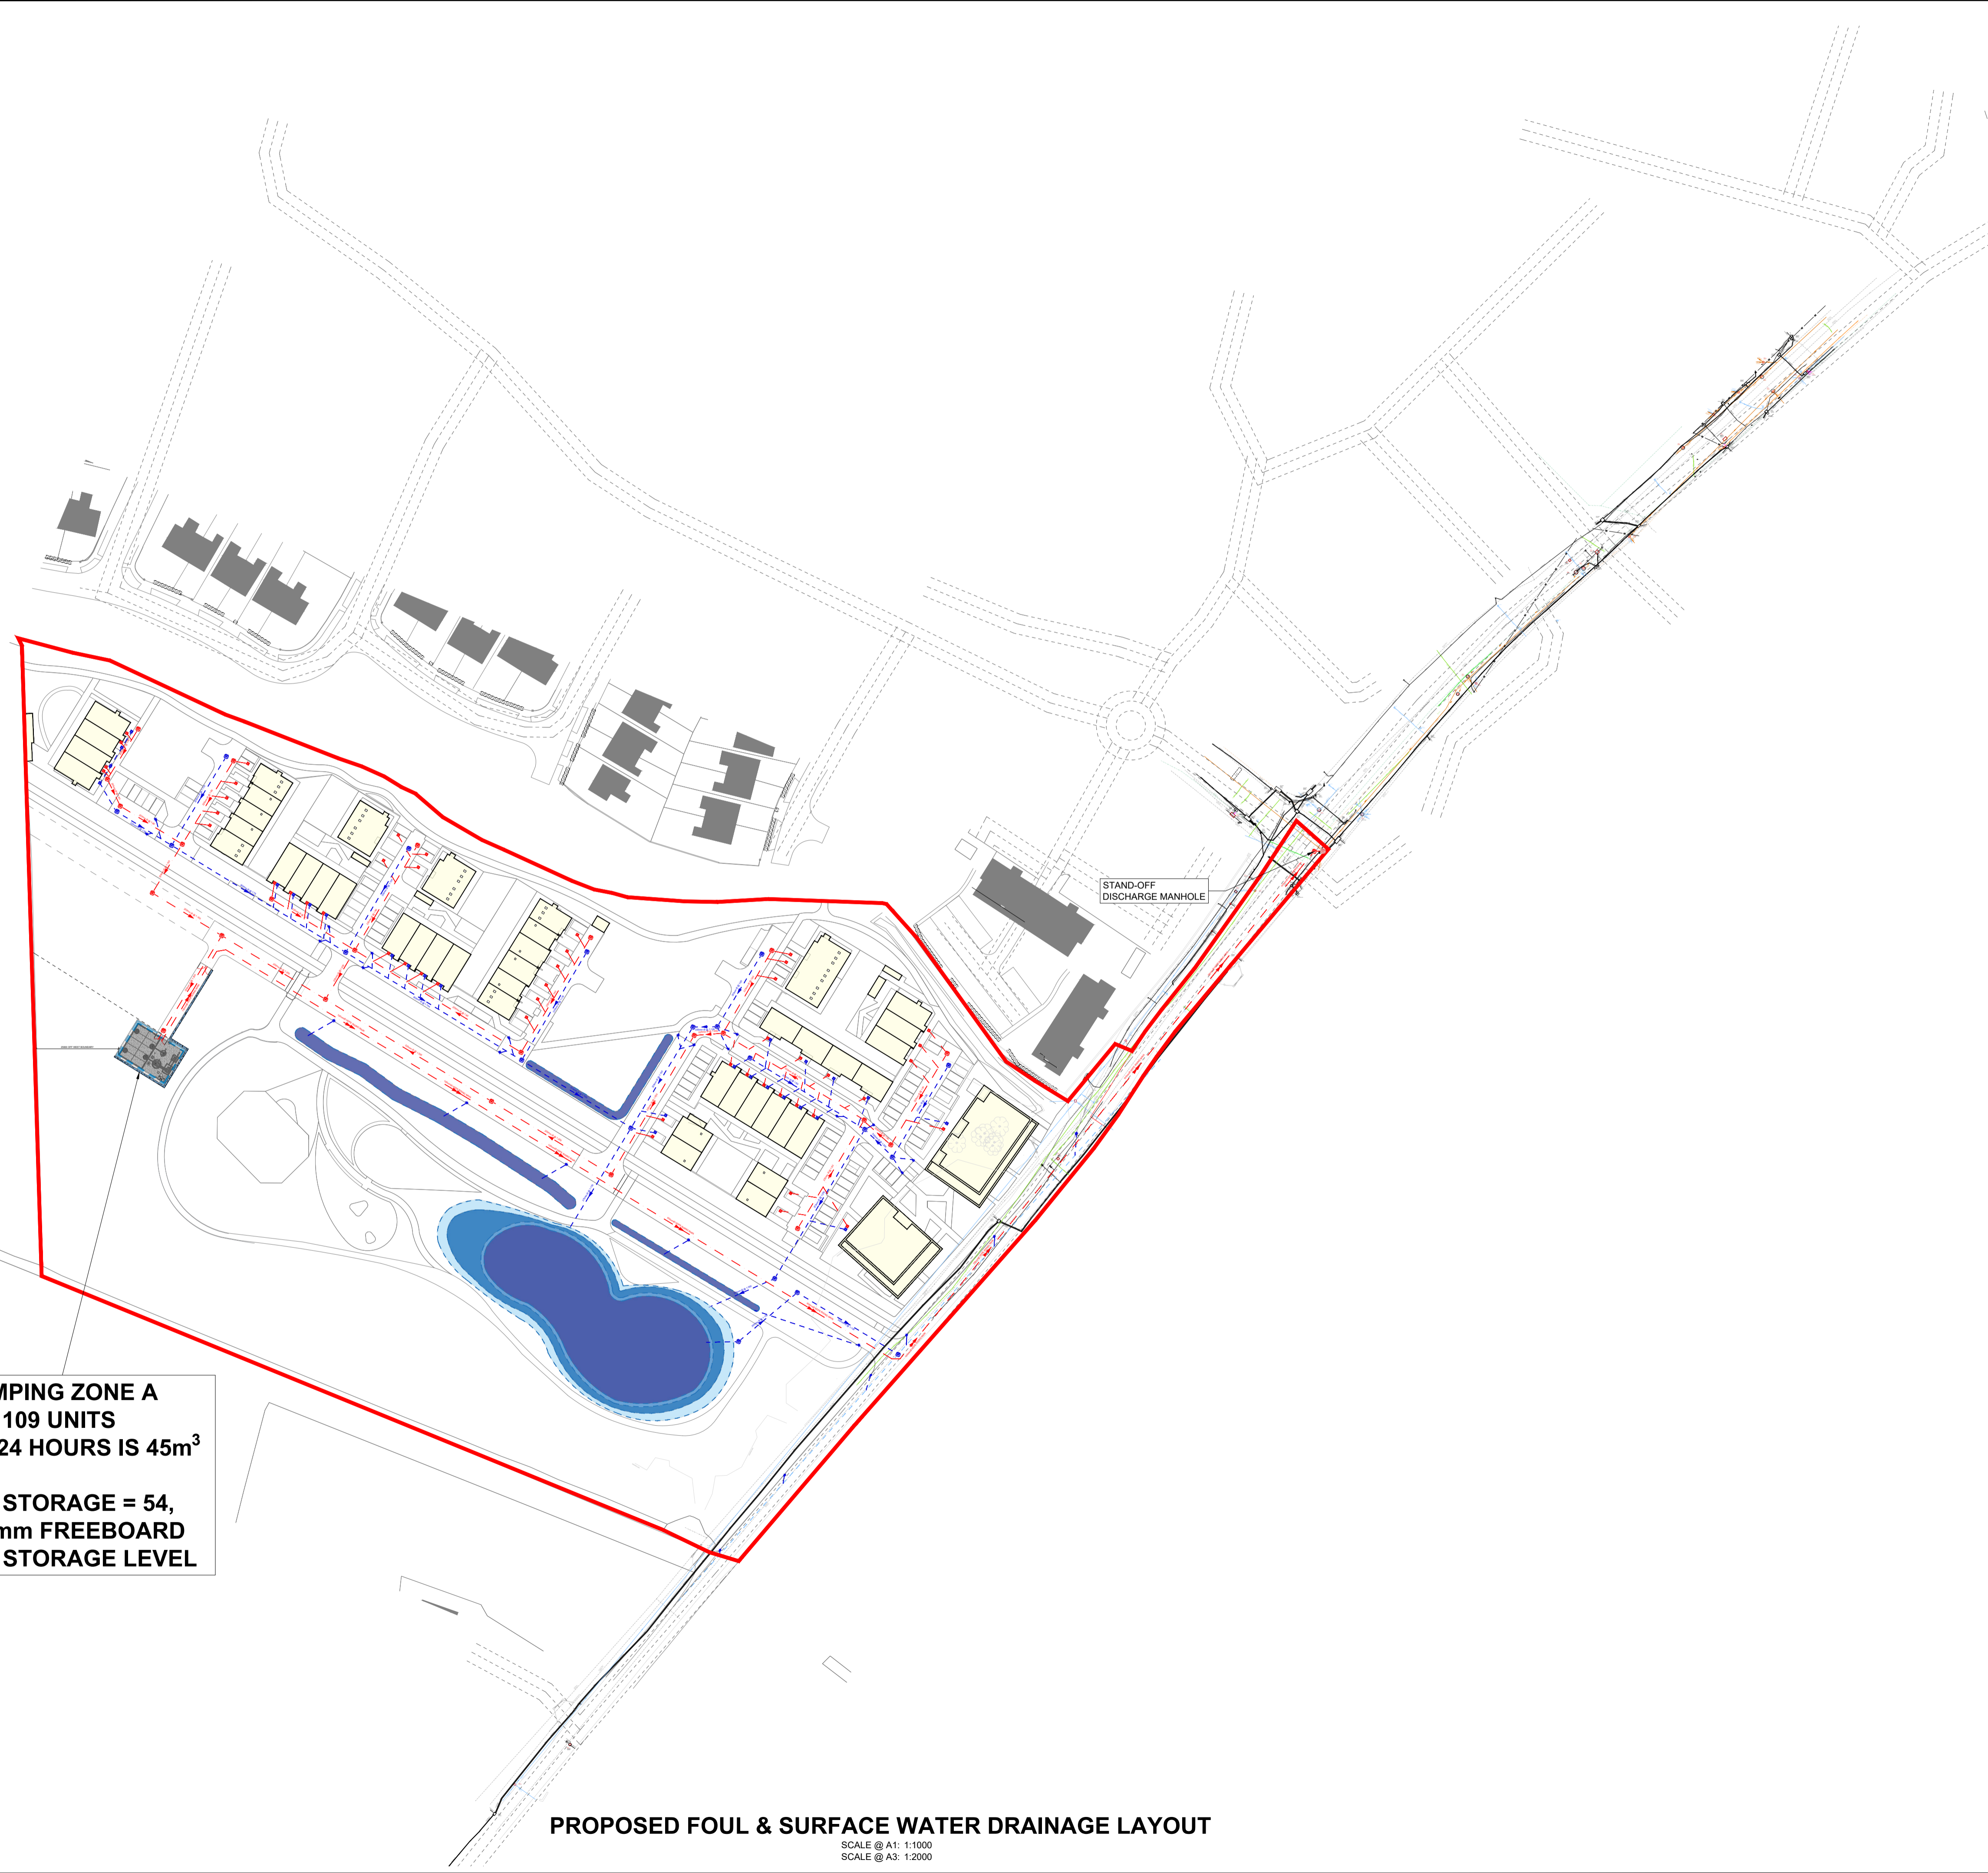 STAND-OFF
DISCHARGE MANHOLE
MPING ZONE A
109 UNITS
24 HOURS IS 45m³
STORAGE = 54,
mm FREEBOARD
STORAGE LEVEL
PROPOSED FOUL & SURFACE WATER DRAINAGE LAYOUT
SCALE @ A1: 1:1000
SCALE @ A3: 1:2000